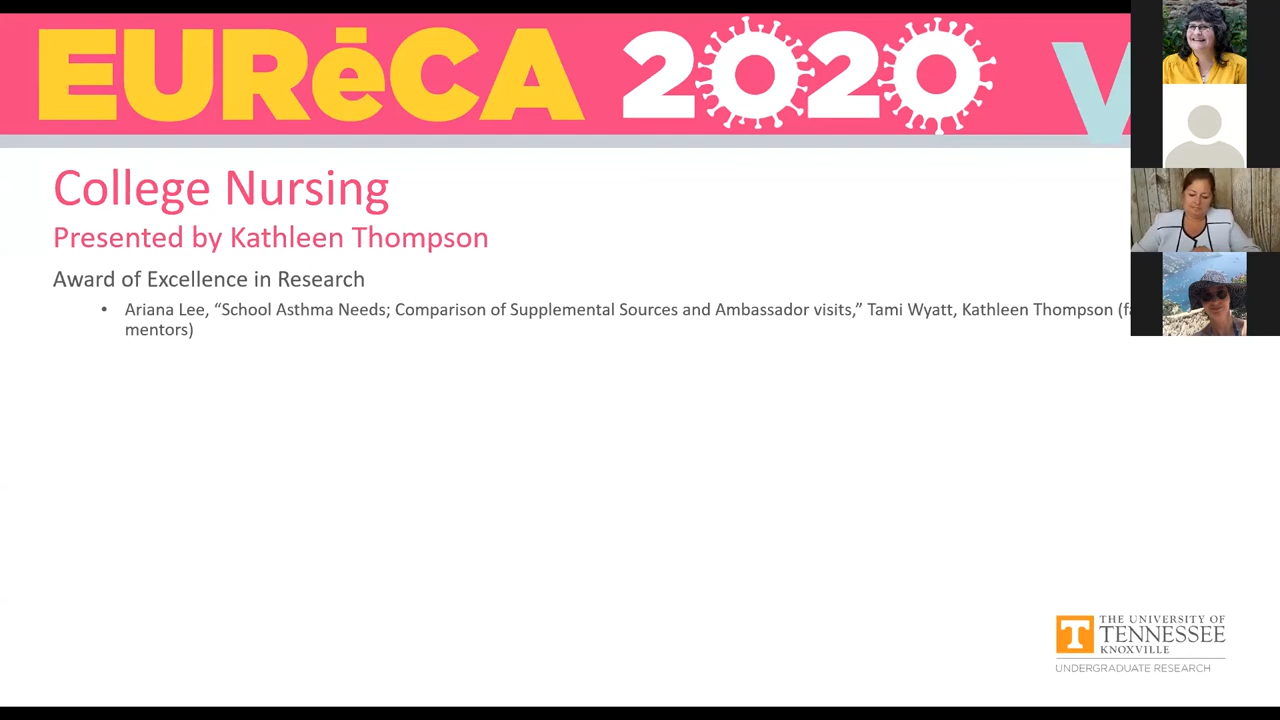 EURēCA 2020 V
College Nursing
Presented by Kathleen Thompson
Award of Excellence in Research
• Ariana Lee, “School Asthma Needs; Comparison of Supplemental Sources and Ambassador visits,” Tami Wyatt, Kathleen Thompson (
mentors)
THE UNIVERSITY OF
TENNESSEE
KNOXVILLE
UNDERGRADUATE RESEARCH